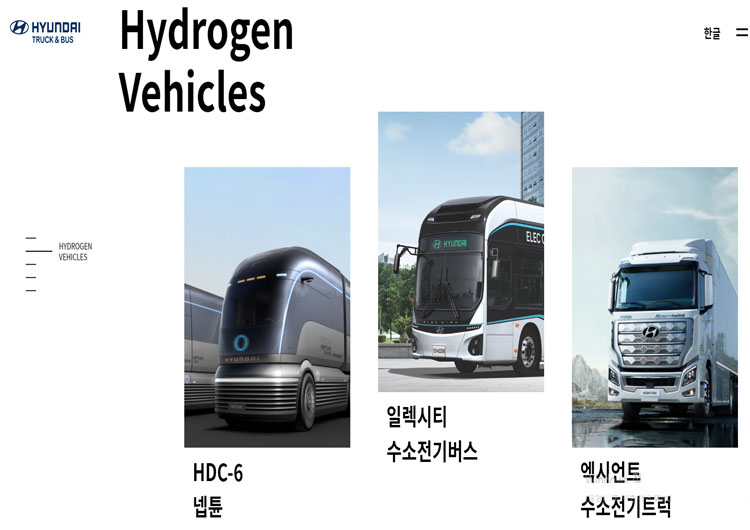 HYUNDAI
TRUCK & BUS
Hydrogen
Vehicles
한글
HYDROGEN
VEHICLES
HYUNDAI
HDC-6
넵튠
ELEC
HYUNDAI
일렉시티
수소전기버스
엑시언트
수소전기트럭